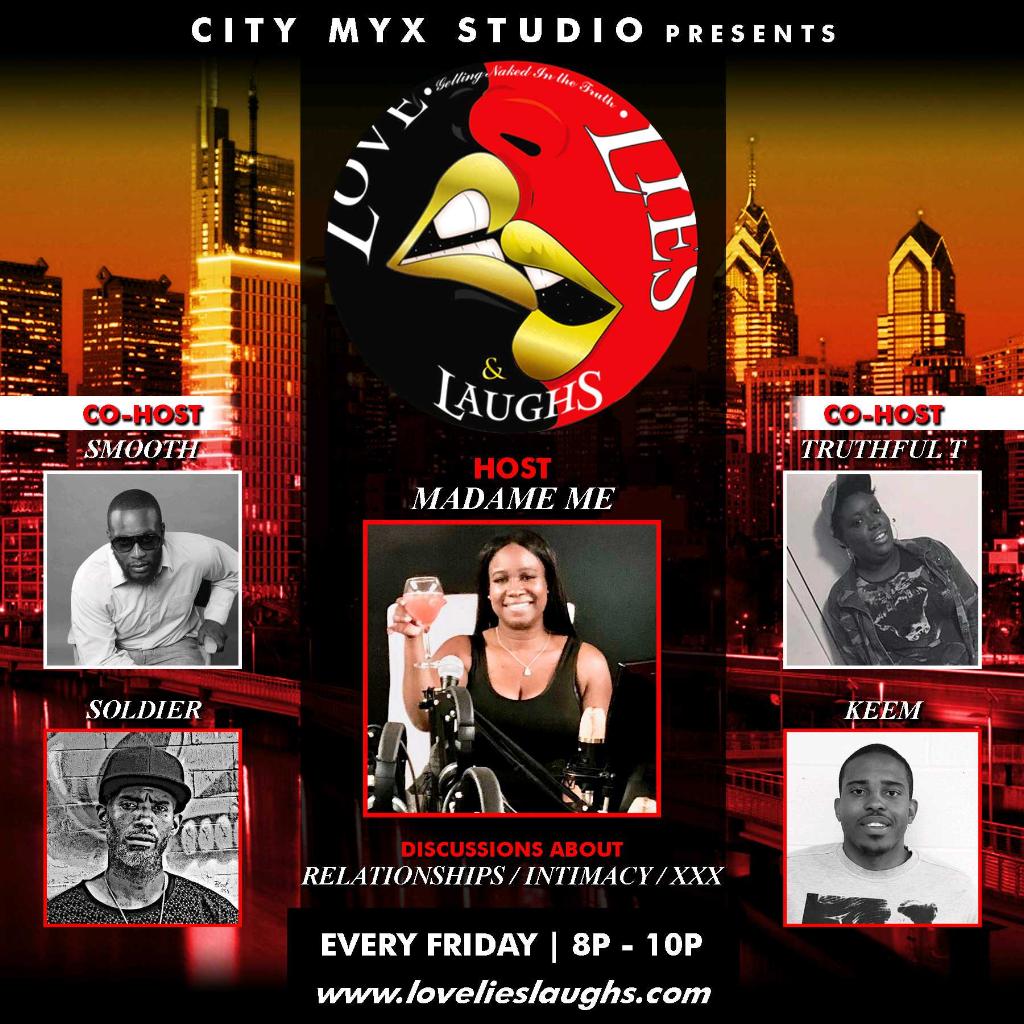 CITY MYX STUDIO PRESENTS
Getting Naked In the Truth
LOVE • LIES
& LAUGHS
CO-HOST
SMOOTH
CO-HOST
TRUTHFUL T
HOST
MADAME ME
SOLDIER
KEEM
DISCUSSIONS ABOUT
RELATIONSHIPS / INTIMACY / XXX
EVERY FRIDAY | 8P - 10P
www.lovelieslaughs.com